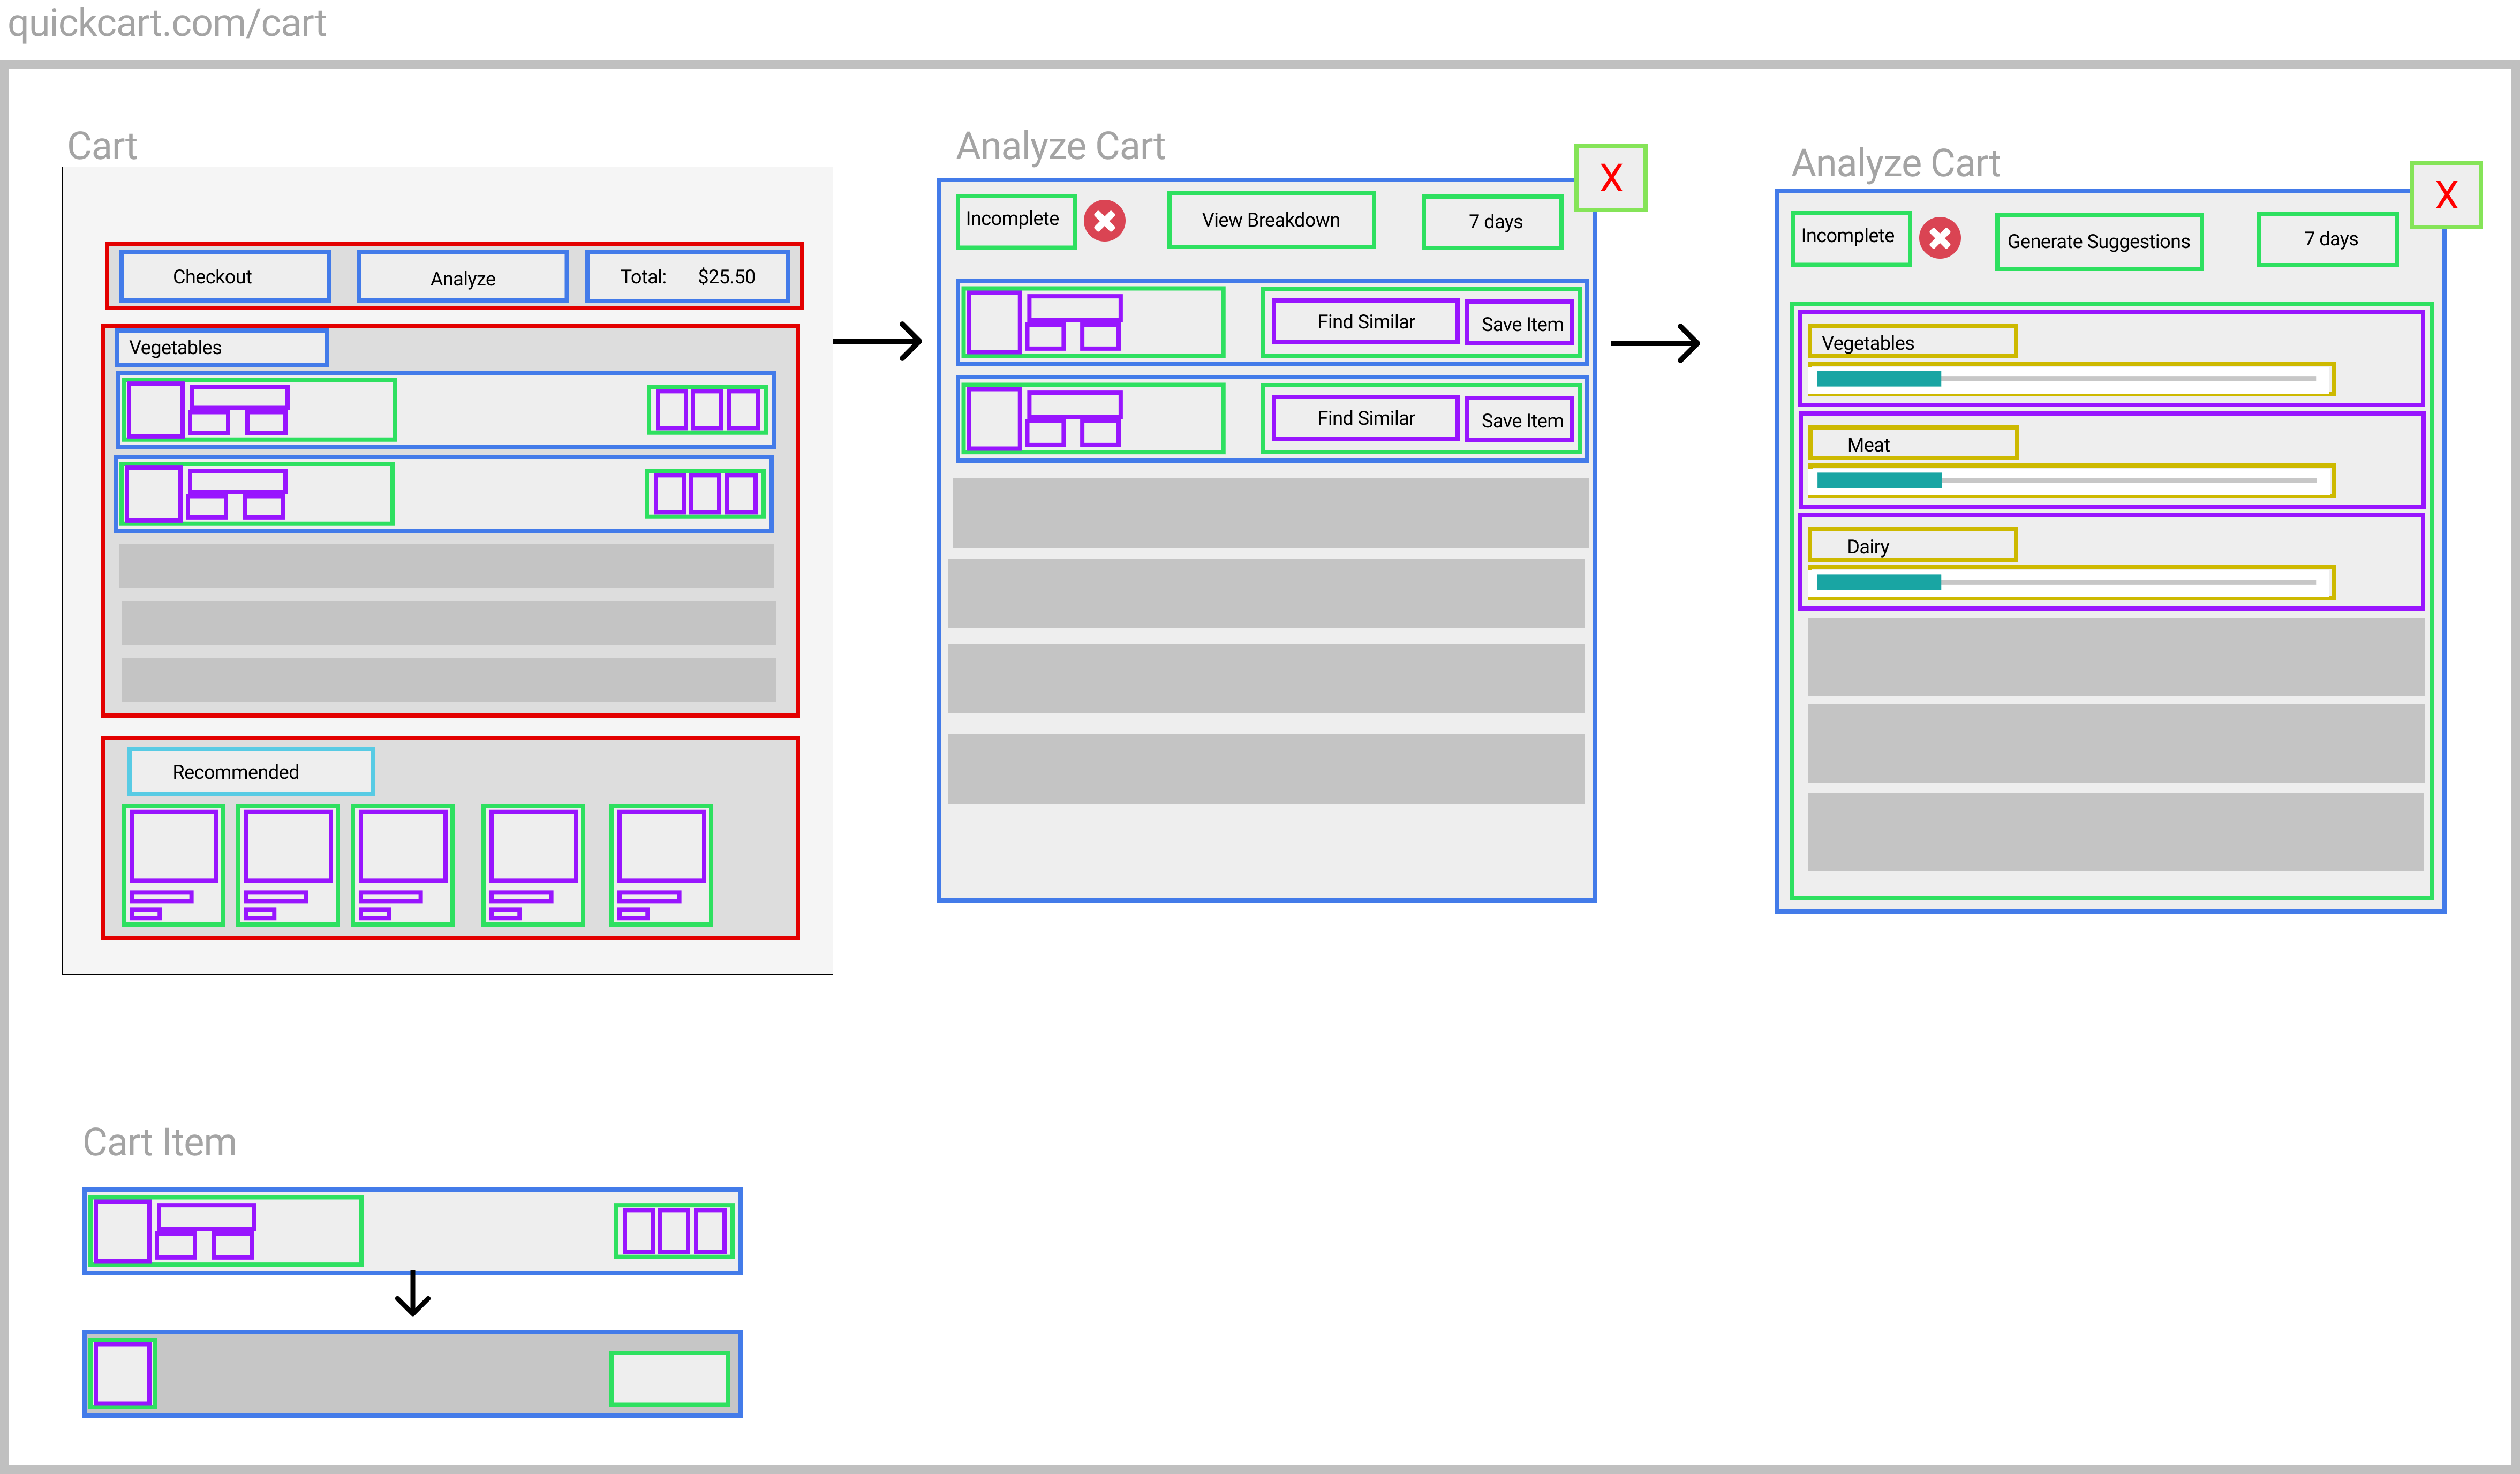 quickcart.com/cart
Cart
Checkout
Analyze
Total: $25.50
Vegetables
Recommended
Analyze Cart
X
Incomplete
View Breakdown
7 days
Find Similar
Save Item
Find Similar
Save Item
Analyze Cart
X
Incomplete
Generate Suggestions
7 days
Vegetables
Meat
Dairy
Cart Item